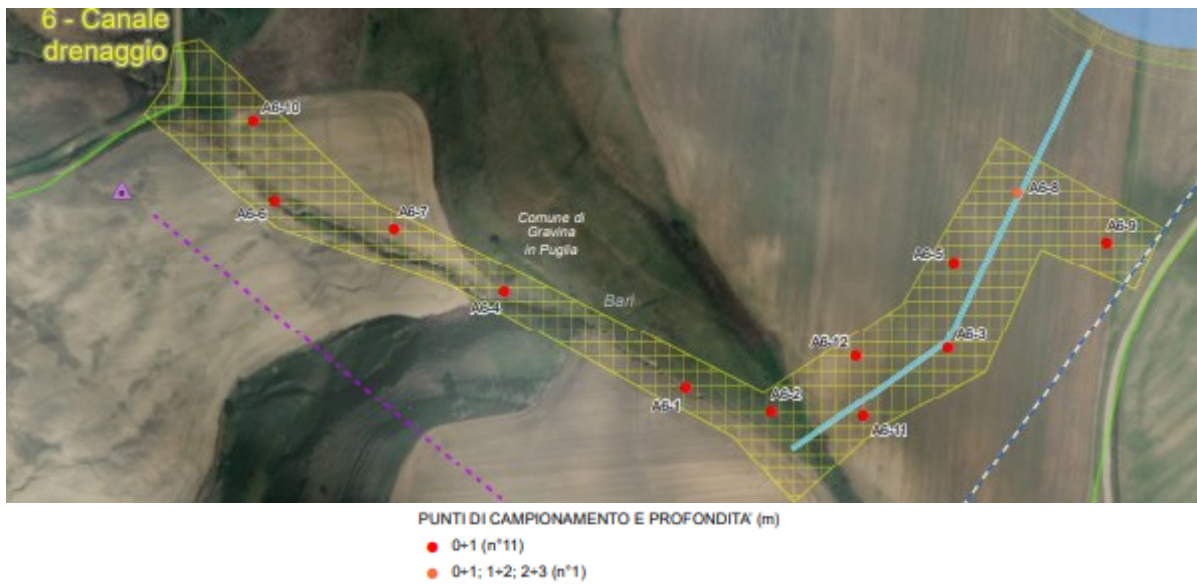 6 - Canale
drenaggio
A6-10
A6-8
A6-6
A6-7
Comune di
Gravina
in Puglia
A6-9
A6-5
A6-4
Bari
A6-12
A6-3
A6-1
A6-2
A6-11
PUNTI DI CAMPIONAMENTO E PROFONDITA' (m)
0÷1 (n°11)
0÷1; 1÷2; 2÷3 (n°1)